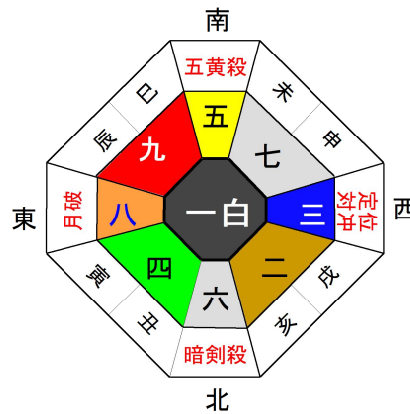 南
五黄殺
巳
未
五
辰
申
九
七
東
月破
八
一白
三
定位対冲
西
四
二
寅
戌
六
丑
亥
暗剣殺
北